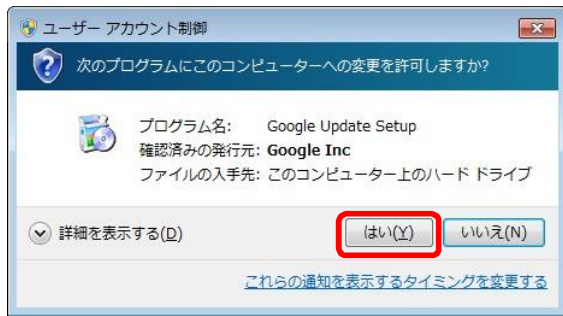 ユーザー アカウント制御
次のプログラムにこのコンピューターへの変更を許可しますか?
プログラム名: Google Update Setup
確認済みの発行元: Google Inc
ファイルの入手先: このコンピューター上のハード ドライブ
詳細を表示する(D) はい(Y) いいえ(N)
これらの通知を表示するタイミングを変更する